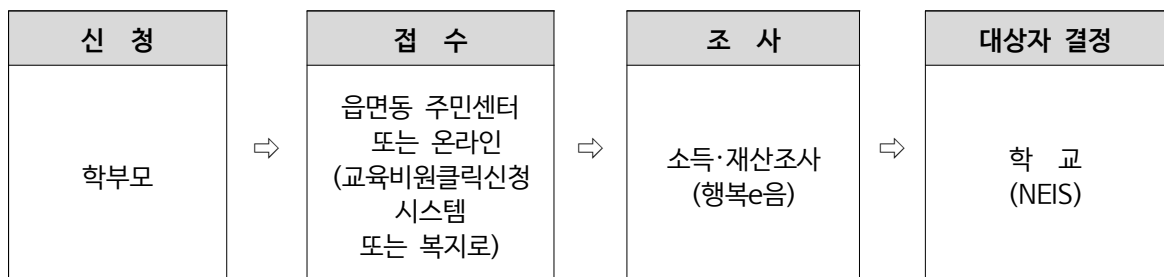 신 청
학부모
⇨
접 수
읍면동 주민센터
또는 온라인
(교육비원클릭신청
시스템
또는 복지로)
⇨
조 사
소득·재산조사
(행복e음)
⇨
대상자 결정
학 교
(NEIS)